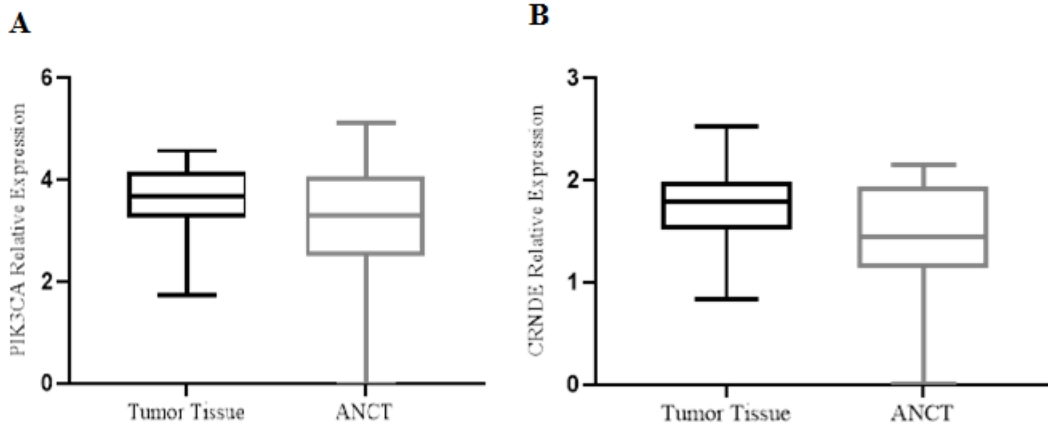 A
PIK3CA Relative Expression
6
4
2
0
Tumor Tissue
ANCT
B
CRNDE Relative Expression
3
2
1
0
Tumor Tissue
ANCT